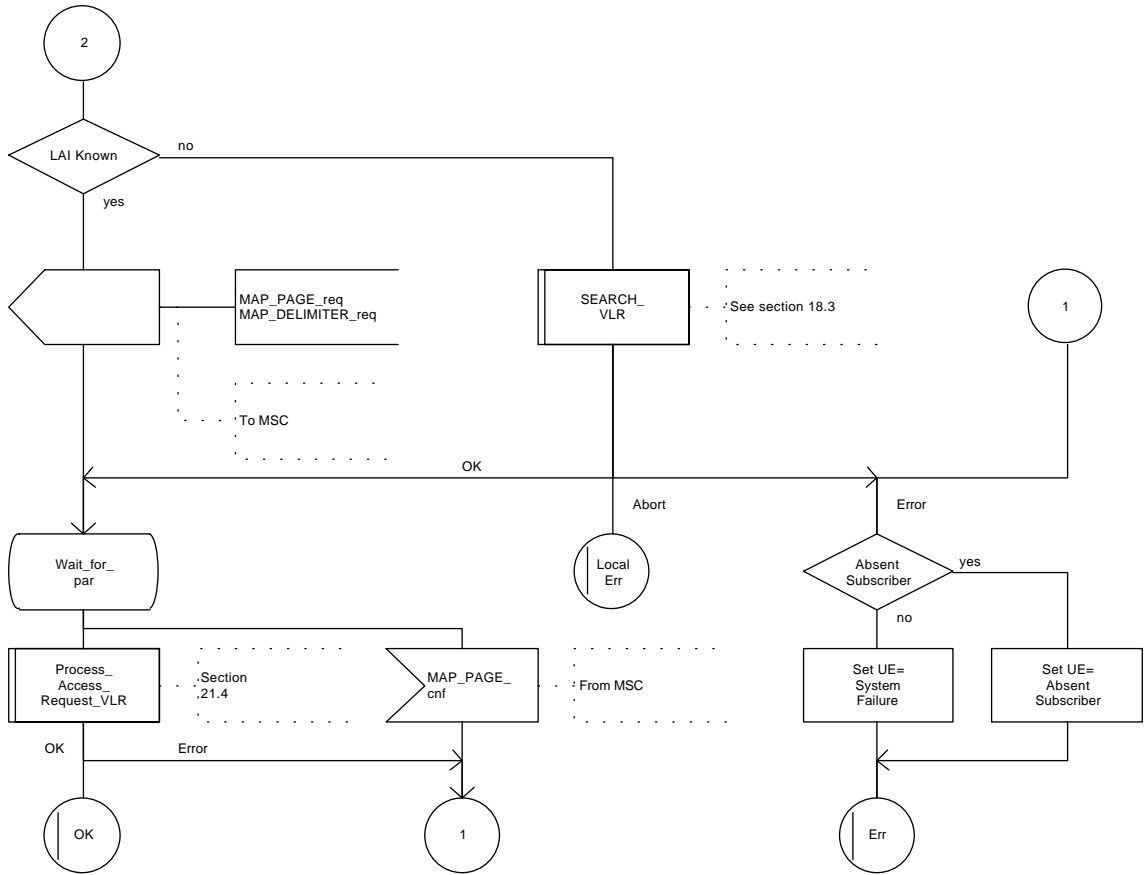 2
LAI Known
no
yes
MAP_PAGE_req
MAP_DELIMITER_req
SEARCH_
VLR
See section 18.3
1
To MSC
OK
Abort
Error
Wait_for_
par
Local
Err
Absent
Subscriber
yes
no
Process_
Access_
Request_VLR
Section
21.4
MAP_PAGE_
cnf
From MSC
Set UE=
System
Failure
Set UE=
Absent
Subscriber
OK
Error
OK
1
Err